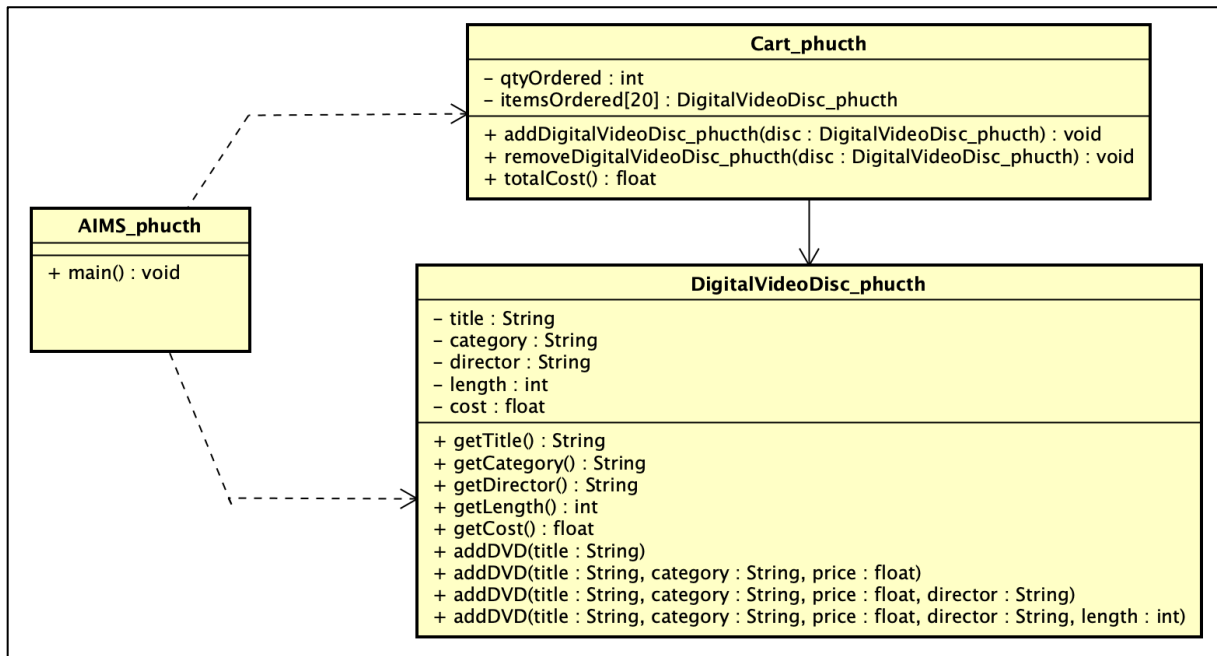 Cart_phucth
– qtyOrdered : int
– itemsOrdered[20] : DigitalVideoDisc_phucth
+ addDigitalVideoDisc_phucth(disc : DigitalVideoDisc_phucth) : void
+ removeDigitalVideoDisc_phucth(disc : DigitalVideoDisc_phucth) : void
+ totalCost() : float
AIMS_phucth
+ main() : void
DigitalVideoDisc_phucth
– title : String
– category : String
– director : String
– length : int
– cost : float
+ getTitle() : String
+ getCategory() : String
+ getDirector() : String
+ getLength() : int
+ getCost() : float
+ addDVD(title : String)
+ addDVD(title : String, category : String, price : float)
+ addDVD(title : String, category : String, price : float, director : String)
+ addDVD(title : String, category : String, price : float, director : String, length : int)